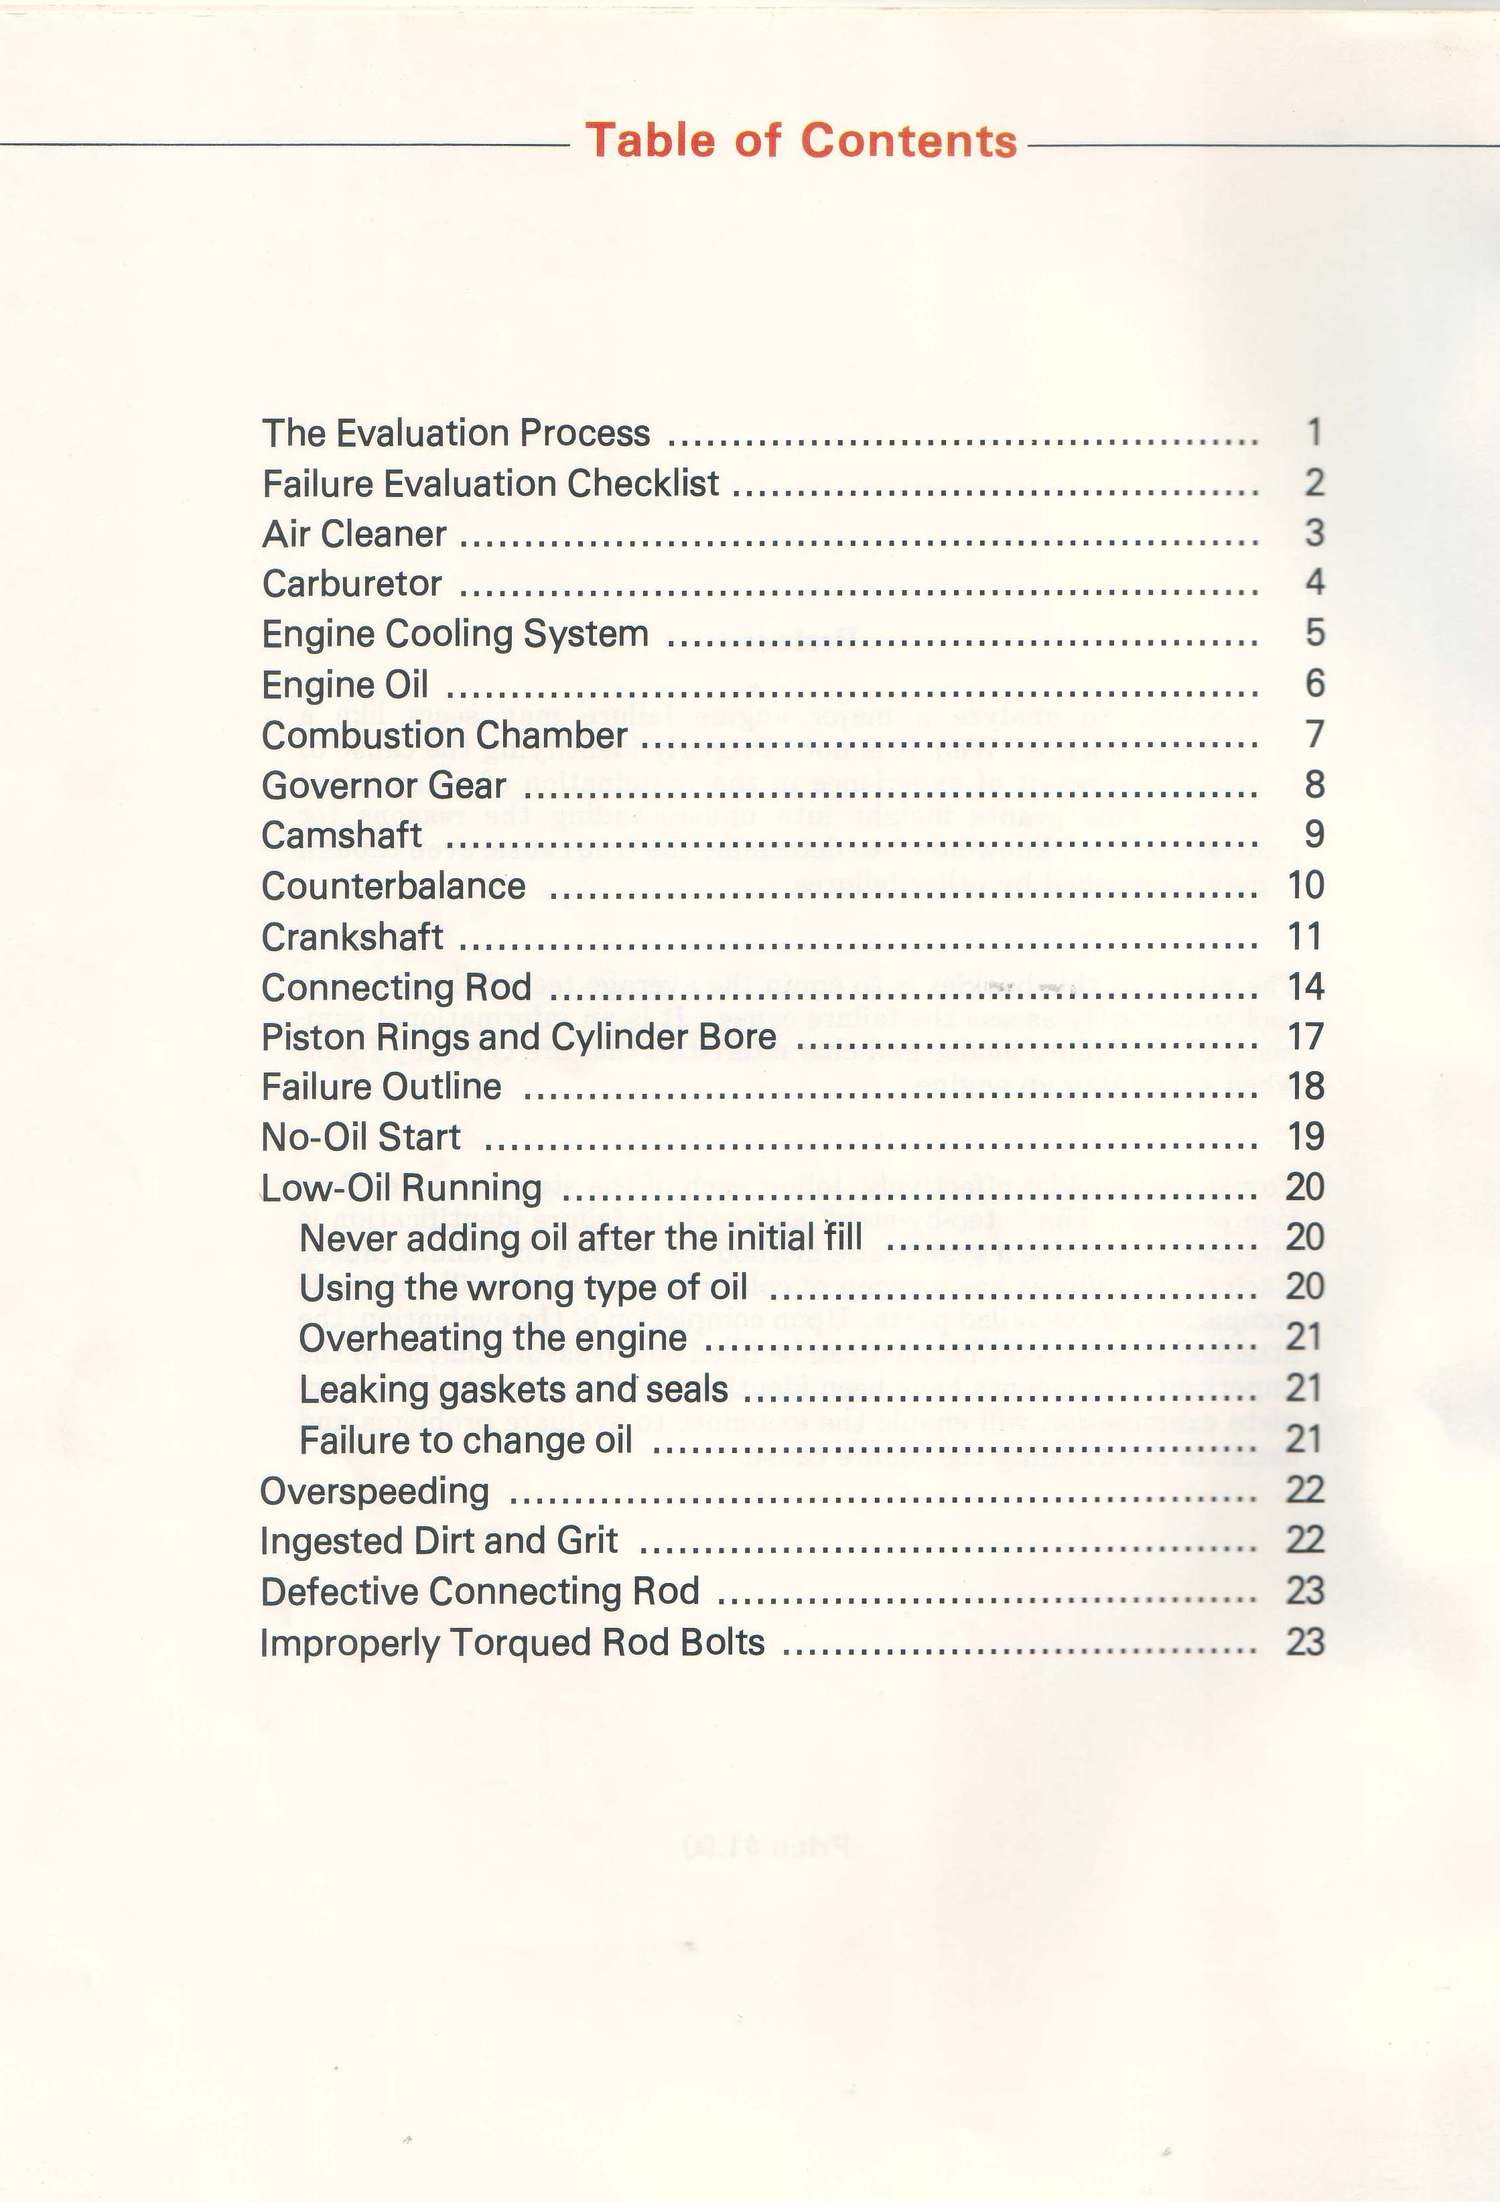 Table of Contents
The Evaluation Process .............................................. 1
Failure Evaluation Checklist ......................................... 2
Air Cleaner .............................................................. 3
Carburetor .............................................................. 4
Engine Cooling System .............................................. 5
Engine Oil ............................................................... 6
Combustion Chamber ................................................ 7
Governor Gear ......................................................... 8
Camshaft ............................................................... 9
Counterbalance ....................................................... 10
Crankshaft .............................................................. 11
Connecting Rod ....................................................... 14
Piston Rings and Cylinder Bore .................................... 17
Failure Outline ......................................................... 18
No-Oil Start ............................................................ 19
Low-Oil Running ...................................................... 20
Never adding oil after the initial fill ............................. 20
Using the wrong type of oil ...................................... 20
Overheating the engine ........................................... 21
Leaking gaskets and seals ........................................ 21
Failure to change oil ............................................... 21
Overspeeding .......................................................... 22
Ingested Dirt and Grit ................................................ 22
Defective Connecting Rod .......................................... 23
Improperly Torqued Rod Bolts ..................................... 23